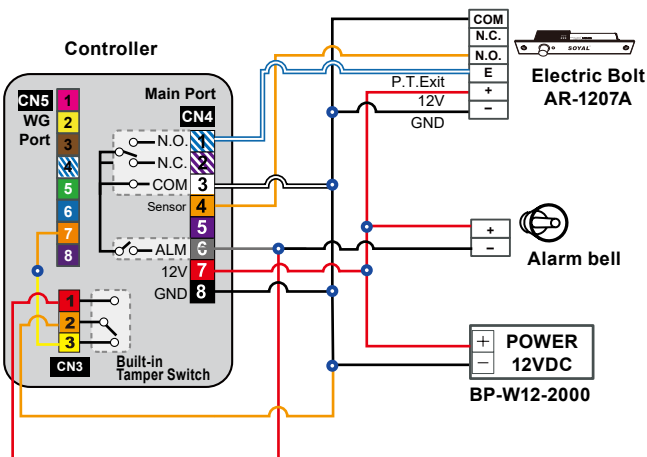 Controller
CN5
WG
Port
1
2
3
4
5
6
7
8
Main Port
CN4
N.O.
1
N.C.
2
COM
3
Sensor
4
5
ALM
6
12V
7
GND
8
1
2
3
CN3
Built-in
Tamper Switch
COM
N.C.
N.O.
E
+
−
P.T.Exit
12V
GND
SOYAL
Electric Bolt
AR-1207A
+
−
Alarm bell
+ POWER
− 12VDC
BP-W12-2000